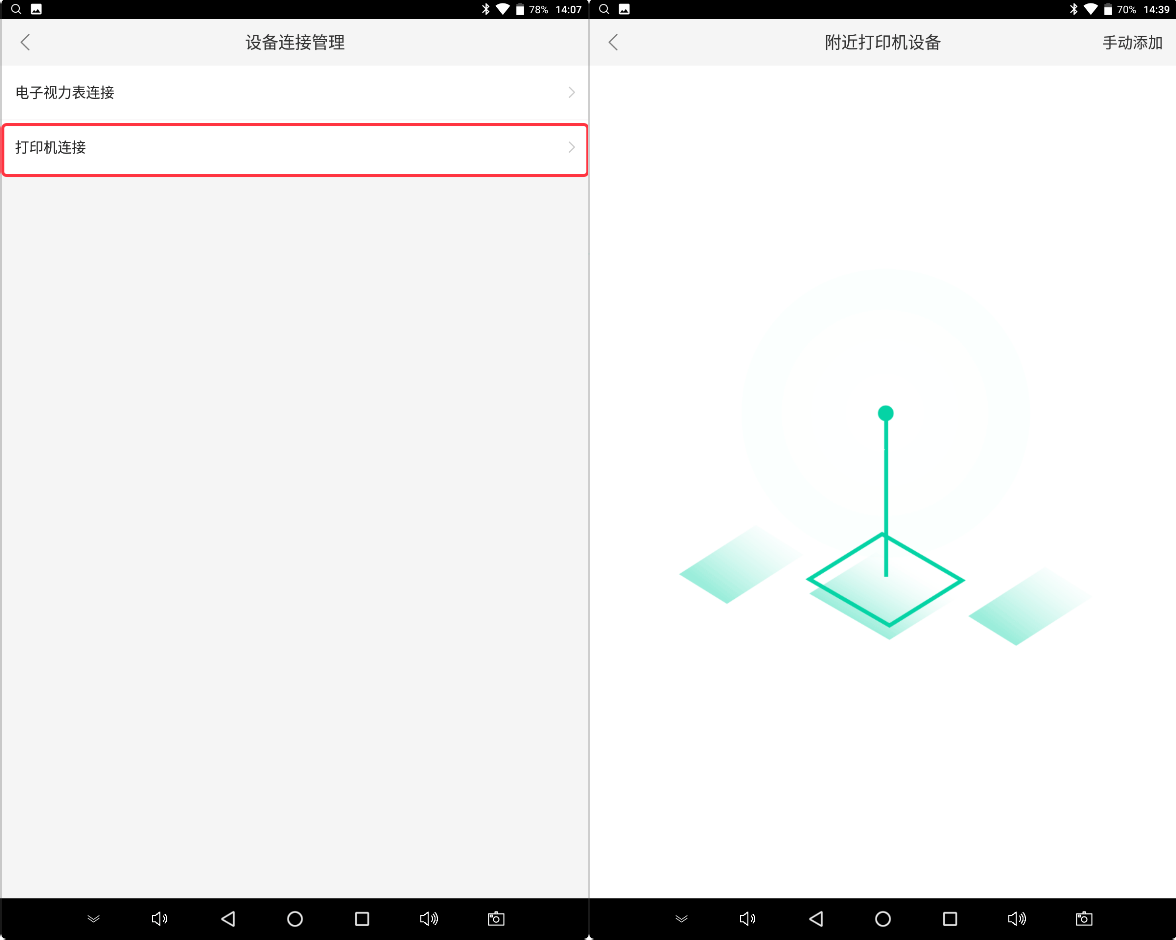 78% 14:07
设备连接管理
电子视力表连接
打印机连接
70% 14:39
附近打印机设备
手动添加